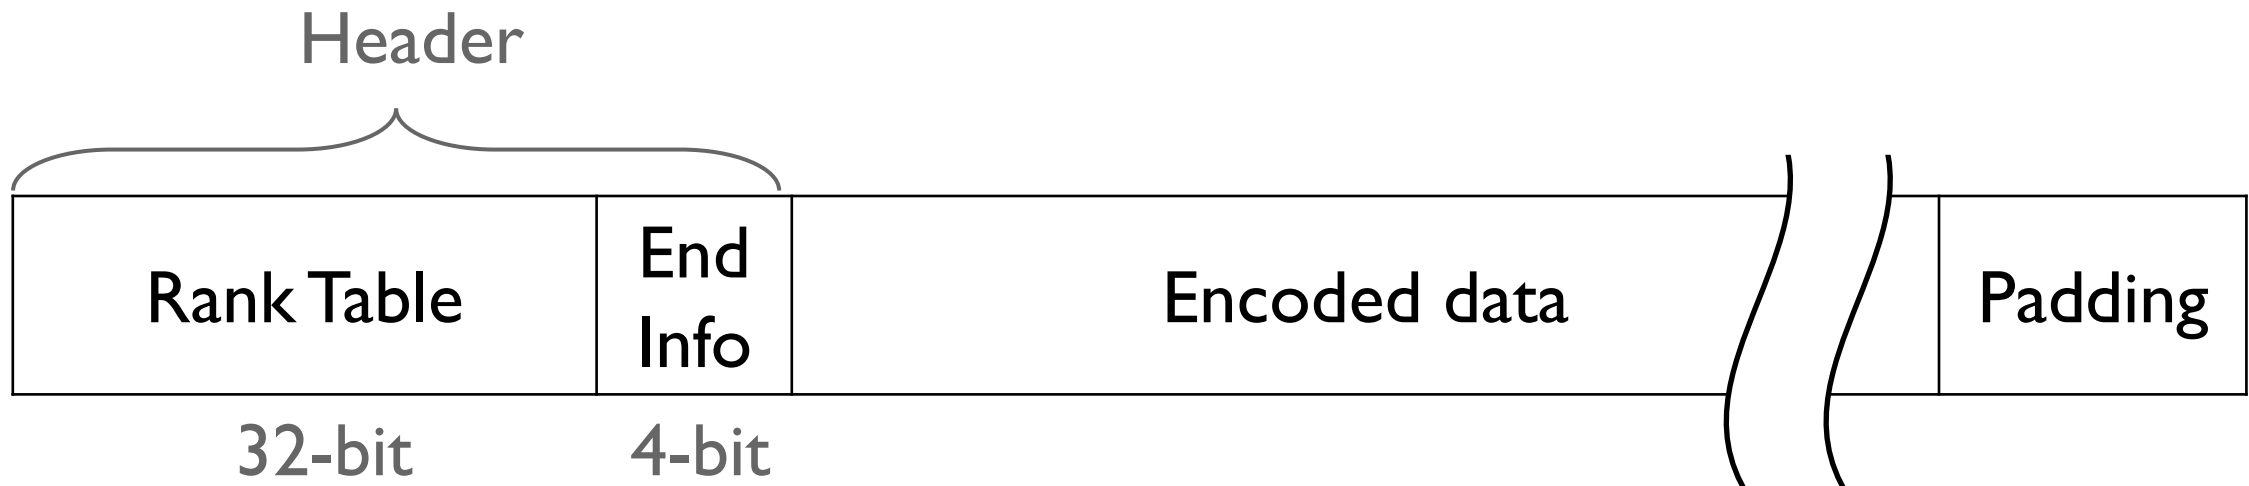 Header
Rank Table
End
Info
Encoded data
Padding
32-bit
4-bit